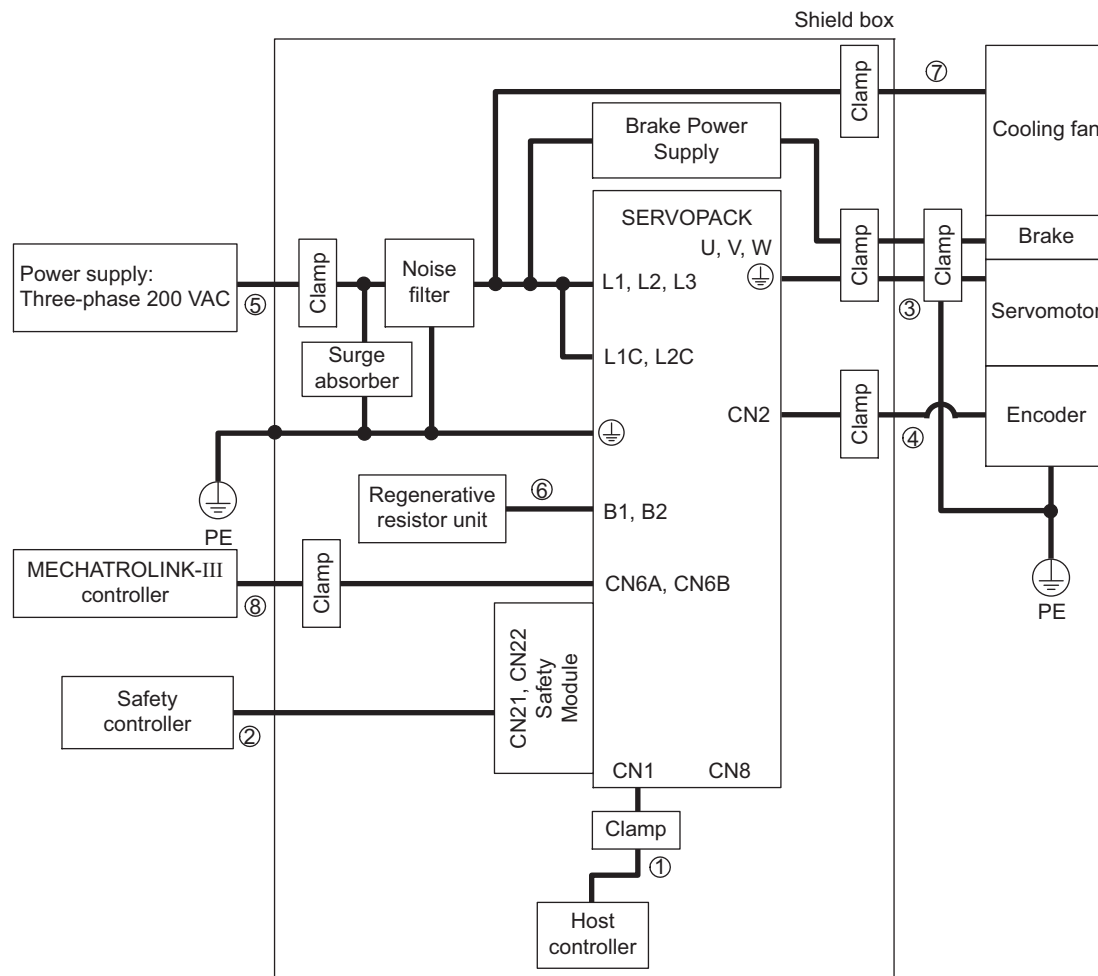 Shield box
Clamp
⑦
Cooling fan
Brake Power
Supply
SERVOPACK
U, V, W
Clamp
Clamp
Brake
Power supply:
Three-phase 200 VAC
⑤
Clamp
Noise
filter
L1, L2, L3
③
Servomotor
Surge
absorber
L1C, L2C
CN2
Clamp
④
Encoder
PE
Regenerative
resistor unit
⑥
B1, B2
MECHATROLINK-III
controller
⑧
Clamp
CN6A, CN6B
PE
CN21, CN22
Safety
Module
Safety
controller
②
CN1
CN8
Clamp
①
Host
controller